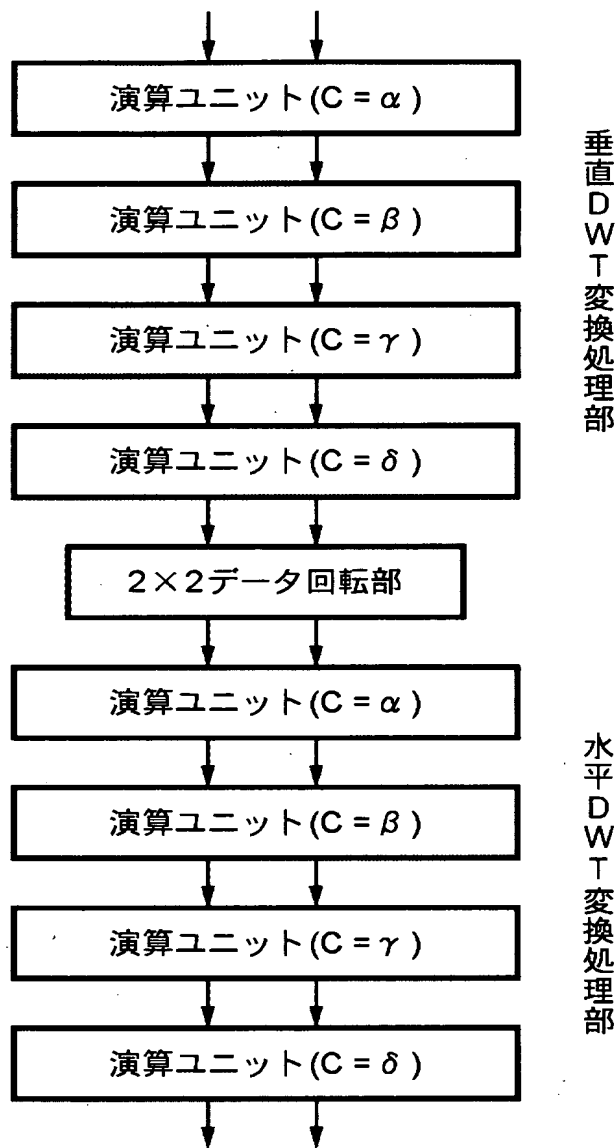 演算ユニット(C = α)
演算ユニット(C = β)
演算ユニット(C = γ)
演算ユニット(C = δ)
垂直DWT変換処理部
2×2データ回転部
演算ユニット(C = α)
演算ユニット(C = β)
演算ユニット(C = γ)
演算ユニット(C = δ)
水平DWT変換処理部